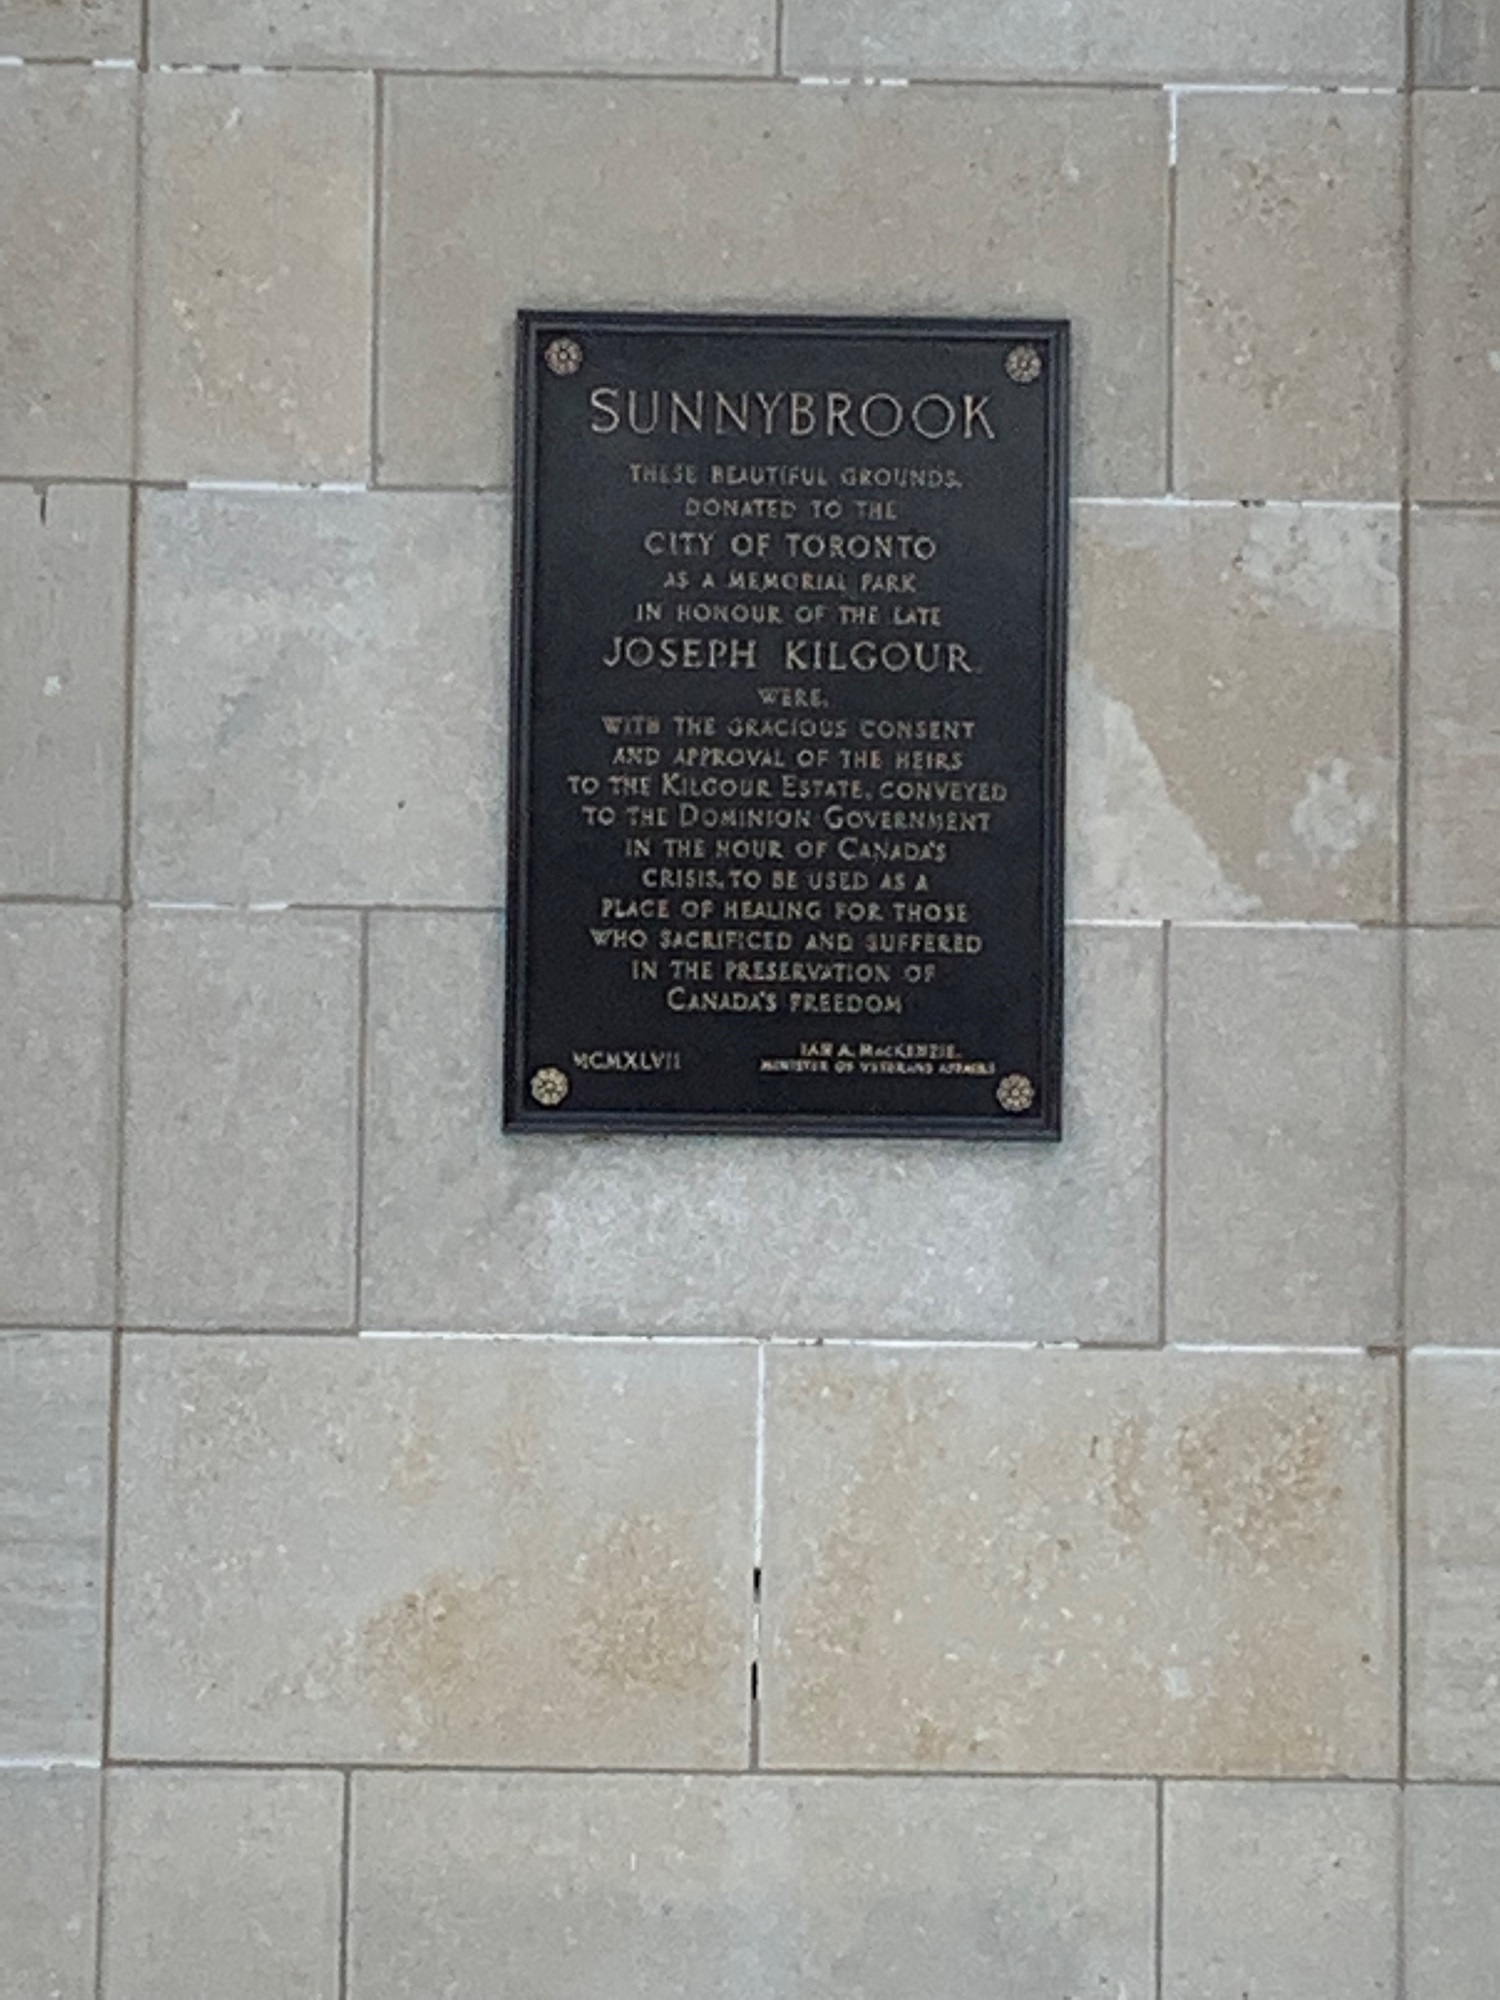 SUNNYBROOK
THESE BEAUTIFUL GROUNDS,
DONATED TO THE
CITY OF TORONTO
AS A MEMORIAL PARK
IN HONOUR OF THE LATE
JOSEPH KILGOUR
WERE,
WITH THE GRACIOUS CONSENT
AND APPROVAL OF THE HEIRS
TO THE KILGOUR ESTATE, CONVEYED
TO THE DOMINION GOVERNMENT
IN THE HOUR OF CANADA'S
CRISIS, TO BE USED AS A
PLACE OF HEALING FOR THOSE
WHO SACRIFICED AND SUFFERED
IN THE PRESERVATION OF
CANADA'S FREEDOM
MCMXLVII
IAN A. MACKENZIE,
MINISTER OF VETERANS AFFAIRS